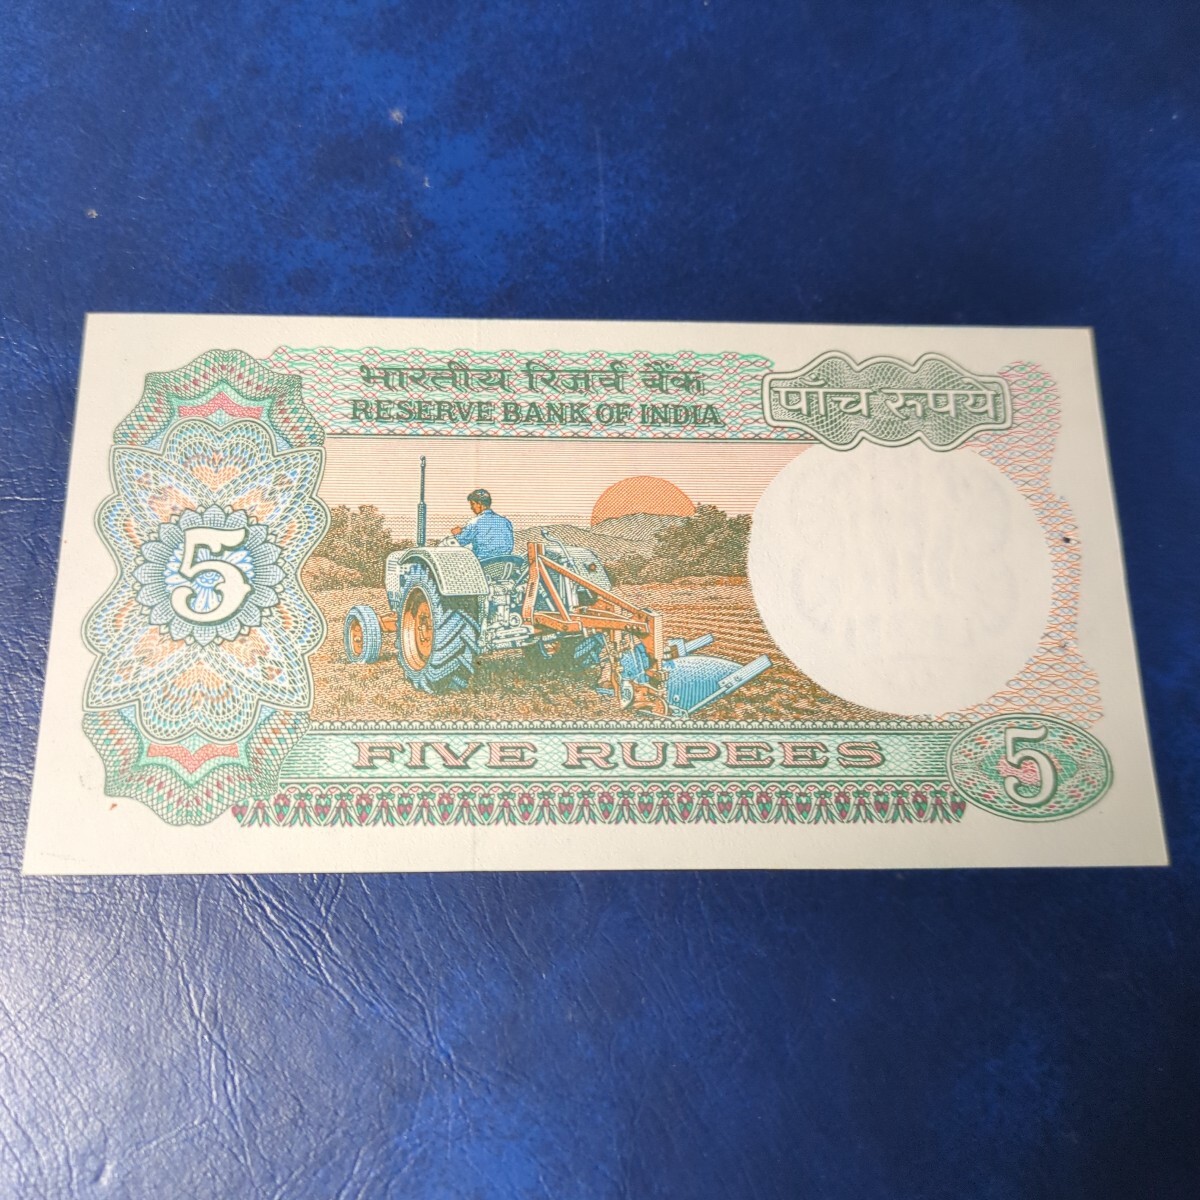 भारतीय रिज़र्व बैंक
RESERVE BANK OF INDIA
पाँच रूपये
5
FIVE RUPEES
5